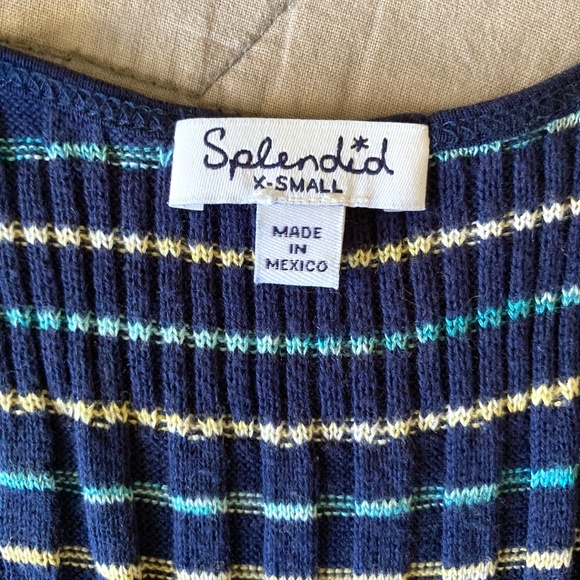 Splendid
X-SMALL
MADE
IN
MEXICO